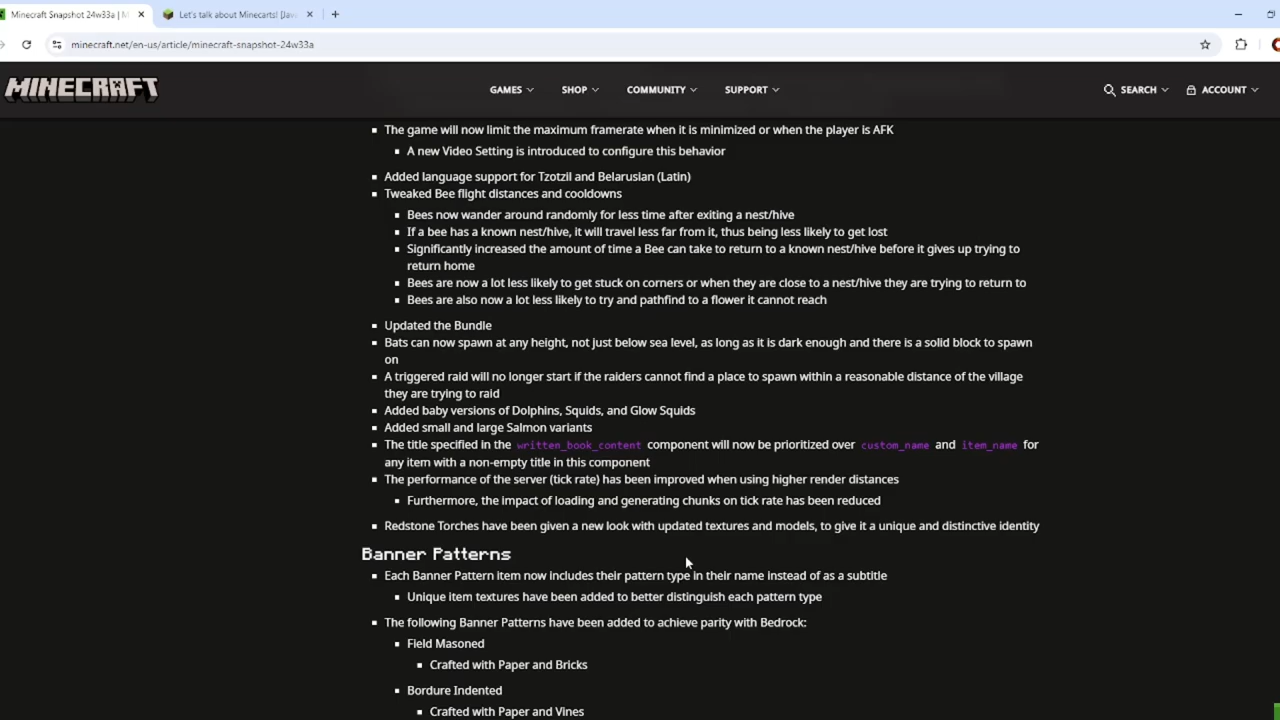 Minecraft Snapshot 24w33a | M
Let's talk about Minecarts! [Jav
minecraft.net/en-us/article/minecraft-snapshot-24w33a
MINECRAFT
GAMES
SHOP
COMMUNITY
SUPPORT
SEARCH
ACCOUNT
The game will now limit the maximum framerate when it is minimized or when the player is AFK
A new Video Setting is introduced to configure this behavior
Added language support for Tzotzil and Belarusian (Latin)
Tweaked Bee flight distances and cooldowns
Bees now wander around randomly for less time after exiting a nest/hive
If a bee has a known nest/hive, it will travel less far from it, thus being less likely to get lost
Significantly increased the amount of time a Bee can take to return to a known nest/hive before it gives up trying to
return home
Bees are now a lot less likely to get stuck on corners or when they are close to a nest/hive they are trying to return to
Bees are also now a lot less likely to try and pathfind to a flower it cannot reach
Updated the Bundle
Bats can now spawn at any height, not just below sea level, as long as it is dark enough and there is a solid block to spawn
on
A triggered raid will no longer start if the raiders cannot find a place to spawn within a reasonable distance of the village
they are trying to raid
Added baby versions of Dolphins, Squids, and Glow Squids
Added small and large Salmon variants
The title specified in the written_book_content component will now be prioritized over custom_name and item_name for
any item with a non-empty title in this component
The performance of the server (tick rate) has been improved when using higher render distances
Furthermore, the impact of loading and generating chunks on tick rate has been reduced
Redstone Torches have been given a new look with updated textures and models, to give it a unique and distinctive identity
Banner Patterns
Each Banner Pattern item now includes their pattern type in their name instead of as a subtitle
Unique item textures have been added to better distinguish each pattern type
The following Banner Patterns have been added to achieve parity with Bedrock:
Field Masoned
Crafted with Paper and Bricks
Bordure Indented
Crafted with Paper and Vines